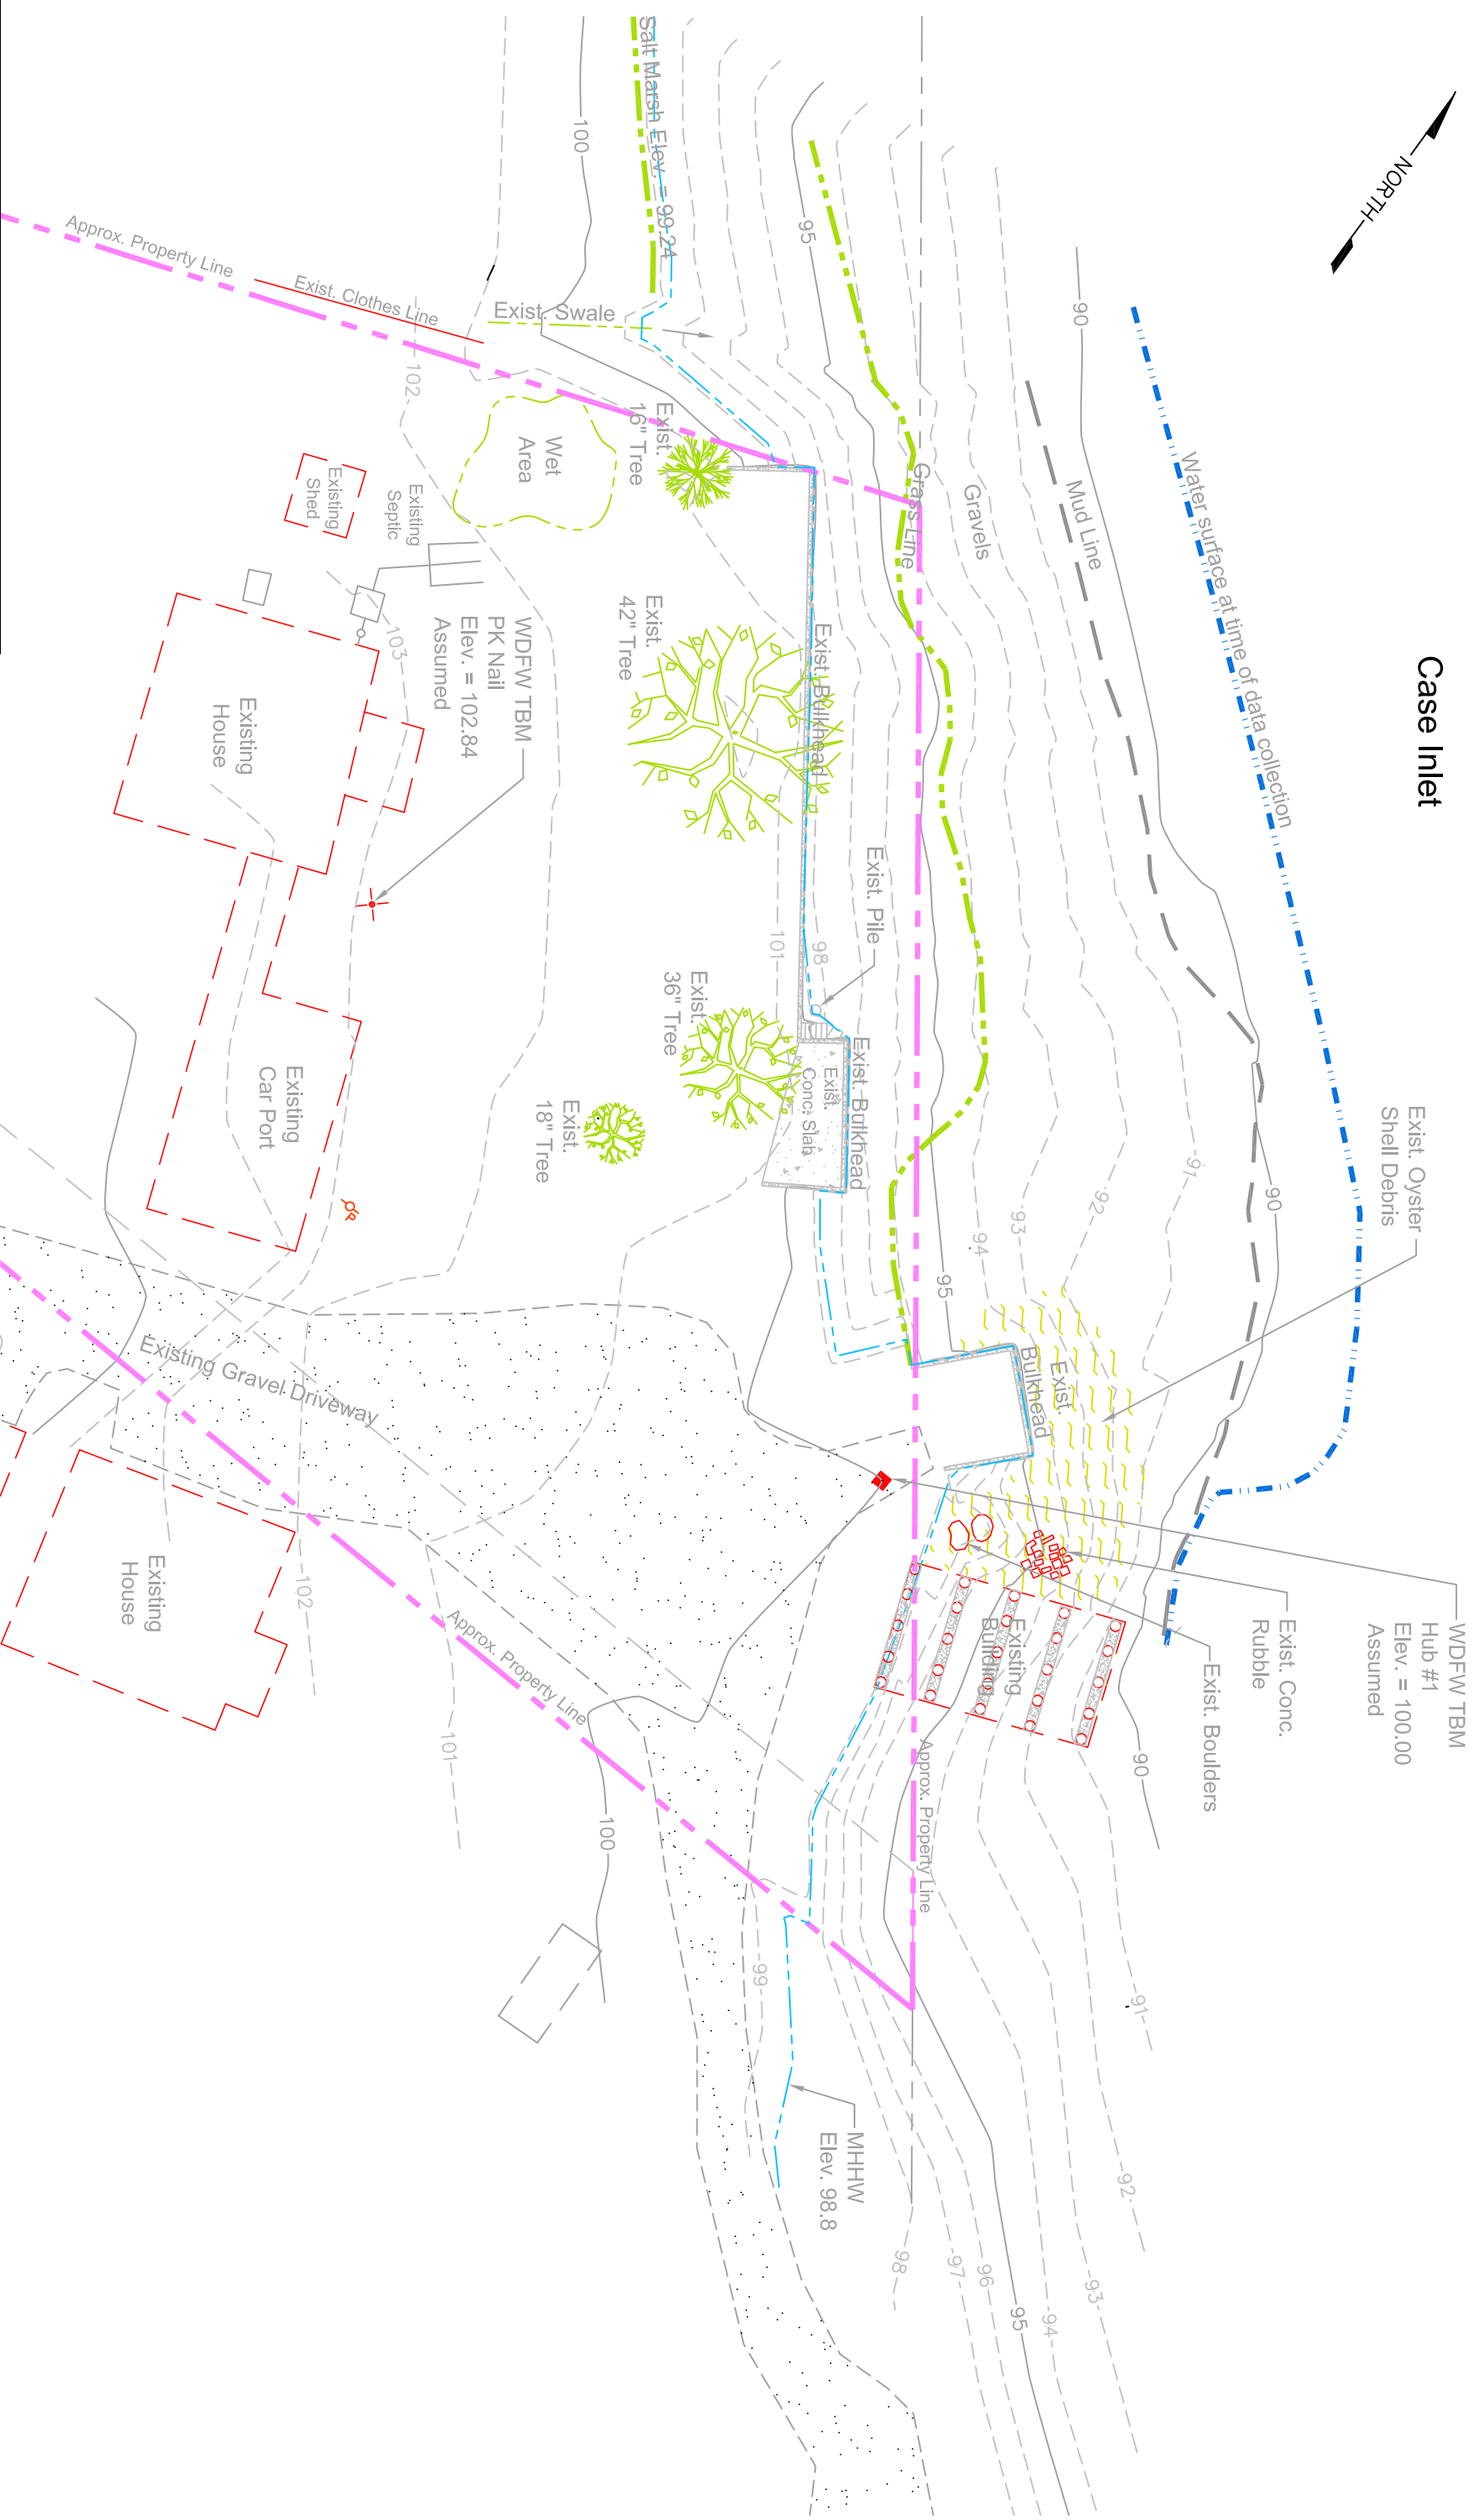 NORTH
Case Inlet
Salt Marsh Elev. = 99.24
100
95
90
Approx. Property Line
Exist. Clothes Line
Exist. Swale
102
Wet
Area
Exist.
16" Tree
Grass Line
Gravels
Mud Line
Water surface at time of data collection
Existing
Shed
Existing
Septic
103
WDFW TBM
PK Nail
Elev. = 102.84
Assumed
Exist.
42" Tree
Exist. Bulkhead
Existing
House
Exist. Pile
101
98
Exist.
36" Tree
Exist.
Conc. Slab
Exist. Bulkhead
Exist.
18" Tree
Existing
Car Port
95
94
93
92
91
90
Exist. Oyster
Shell Debris
Existing Gravel Driveway
Exist.
Bulkhead
WDFW TBM
Hub #1
Elev. = 100.00
Assumed
Exist. Conc.
Rubble
Exist. Boulders
Existing
Building
Existing
House
102
101
Approx. Property Line
Approx. Property Line
90
100
99
91
MHHW
Elev. 98.8
92
98
97
96
95
94
93